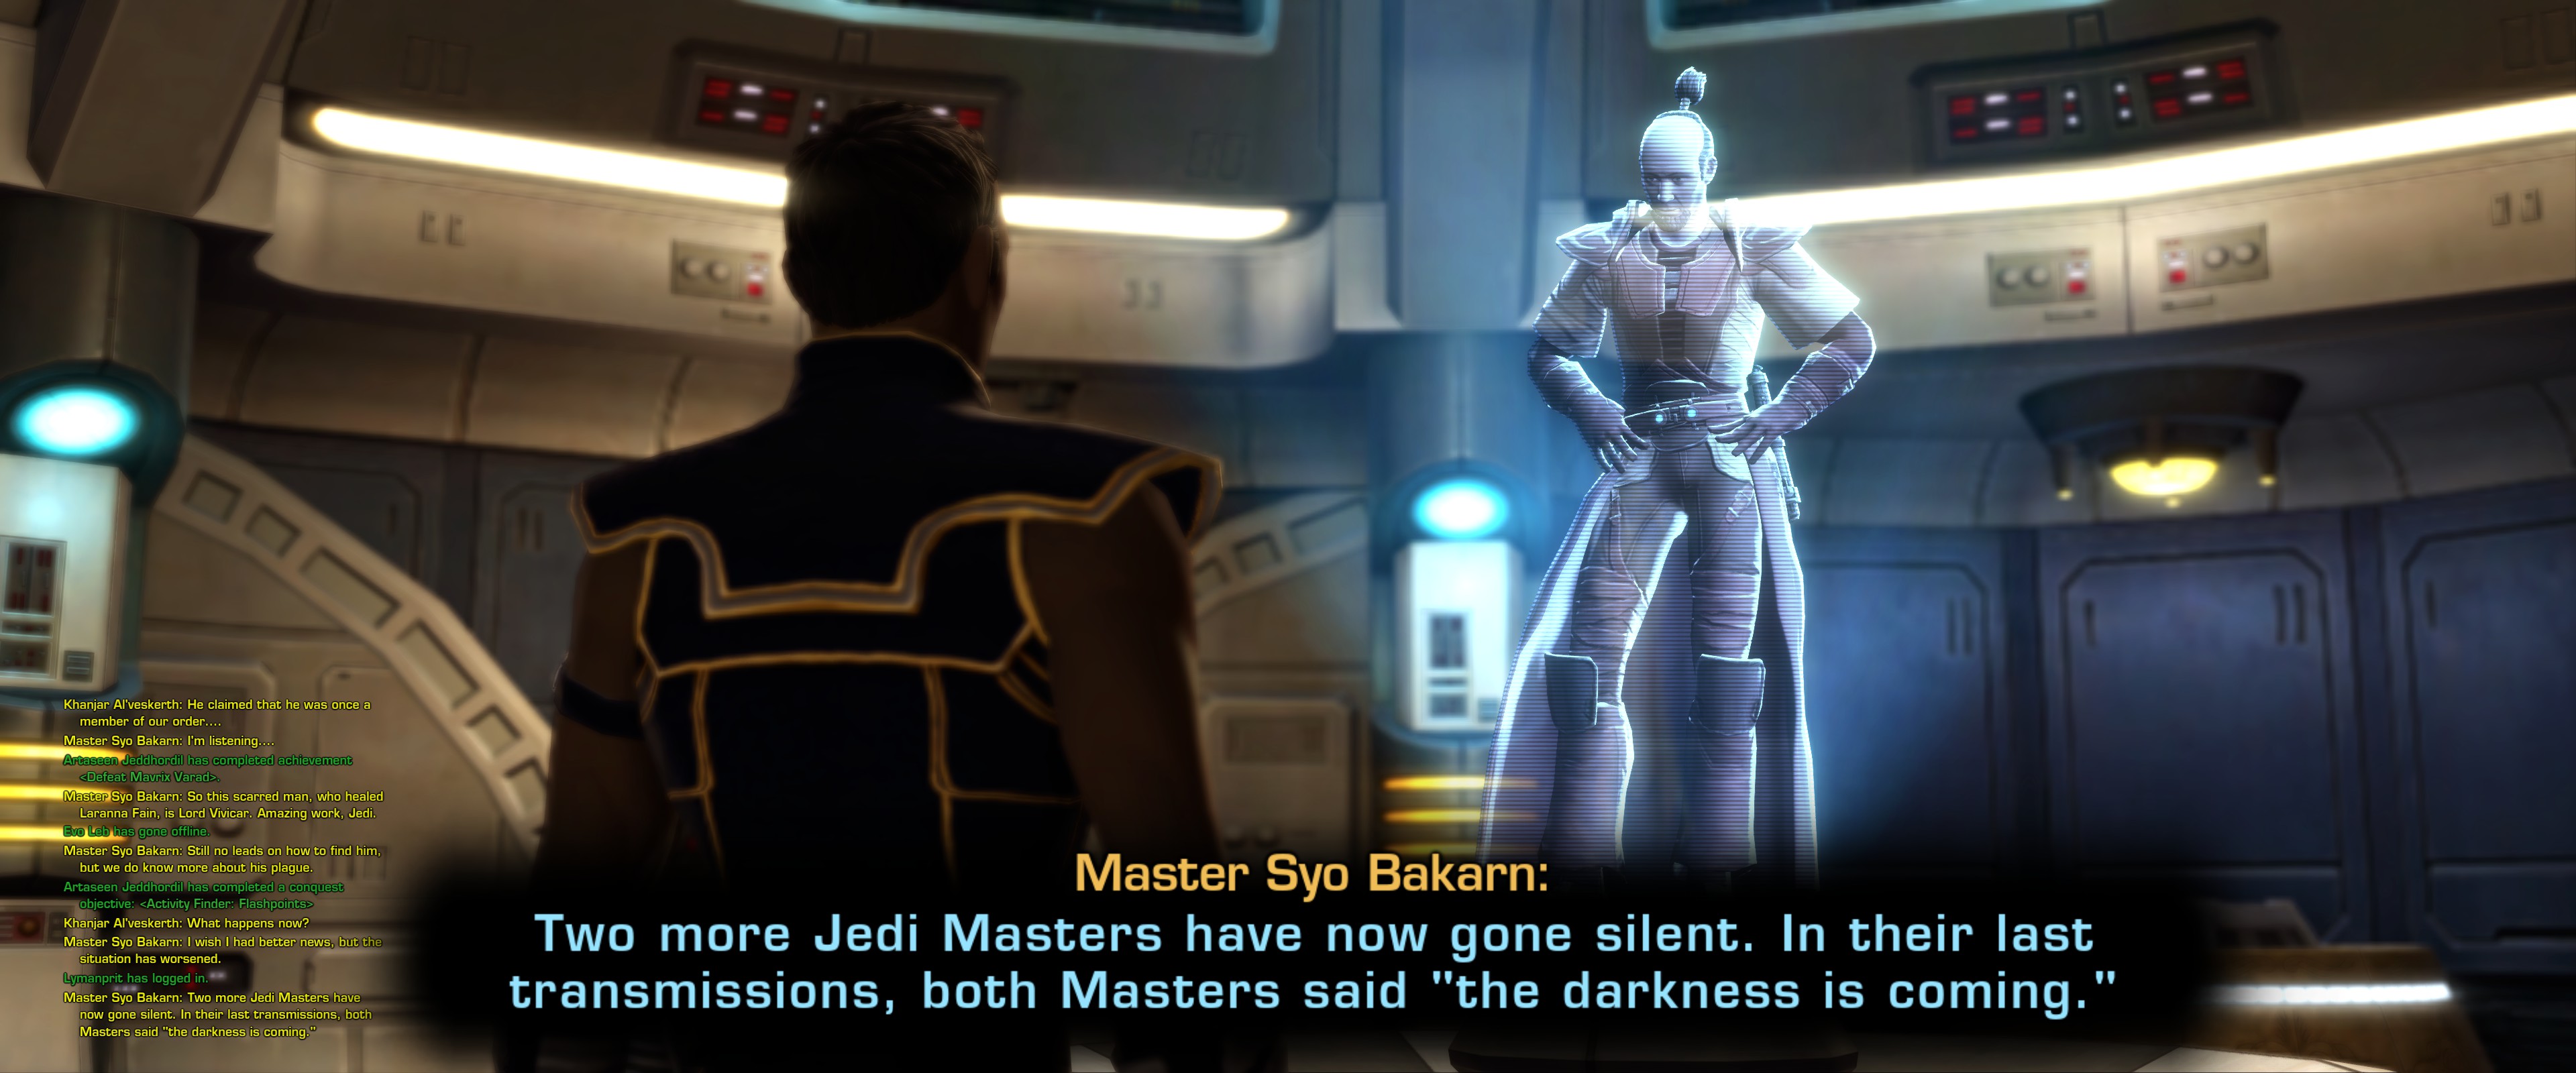 Khanjar Al'veskerth: He claimed that he was once a
member of our order....
Master Syo Bakarn: I'm listening....
Artaseen Jeddhordil has completed achievement
<Defeat Mavrix Varad>.
Master Syo Bakarn: So this scarred man, who healed
Laranna Fain, is Lord Vivicar. Amazing work, Jedi.
Evo Leb has gone offline.
Master Syo Bakarn: Still no leads on how to find him,
but we do know more about his plague.
Artaseen Jeddhordil has completed a conquest
objective: <Activity Finder: Flashpoints>
Khanjar Al'veskerth: What happens now?
Master Syo Bakarn: I wish I had better news, but the
situation has worsened.
Lymanprit has logged in.
Master Syo Bakarn: Two more Jedi Masters have
now gone silent. In their last transmissions, both
Masters said "the darkness is coming."
Master Syo Bakarn:
Two more Jedi Masters have now gone silent. In their last
transmissions, both Masters said "the darkness is coming."